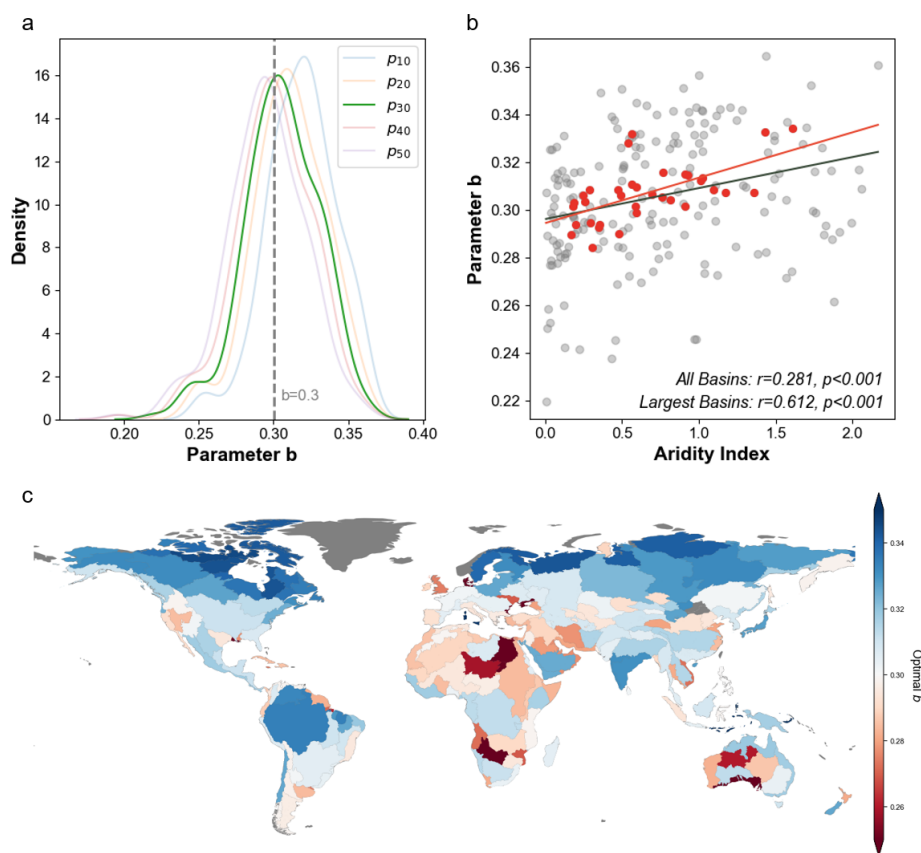 a
Density
16
14
12
10
8
6
4
2
0
0.20
0.25
0.30
0.35
0.40
Parameter b
b=0.3
p10
p20
p30
p40
p50
b
Parameter b
0.36
0.34
0.32
0.30
0.28
0.26
0.24
0.22
0.0
0.5
1.0
1.5
2.0
Aridity Index
All Basins: r=0.281, p<0.001
Largest Basins: r=0.612, p<0.001
c
0.34
0.32
0.30
0.28
0.26
Optimal b